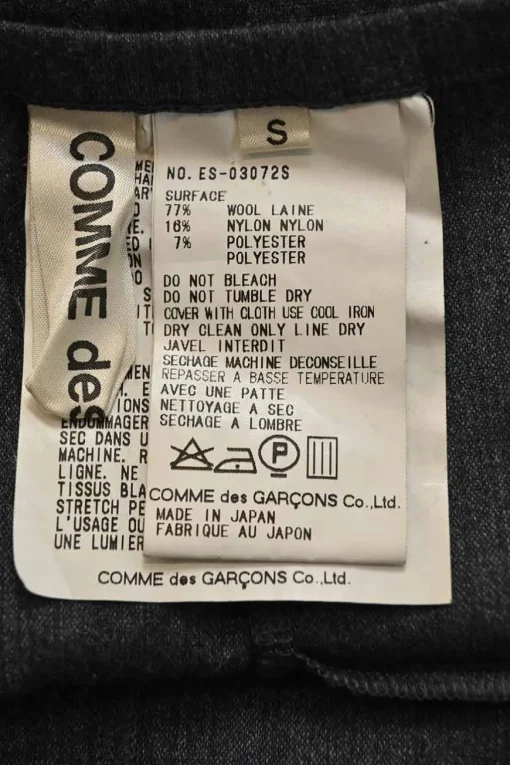 S
COMME des
NO. ES-03072S
SURFACE
77% WOOL LAINE
16% NYLON NYLON
7% POLYESTER
POLYESTER
DO NOT BLEACH
DO NOT TUMBLE DRY
COVER WITH CLOTH USE COOL IRON
DRY CLEAN ONLY LINE DRY
JAVEL INTERDIT
SECHAGE MACHINE DECONSEILLE
REPASSER A BASSE TEMPERATURE
AVEC UNE PATTE
NETTOYAGE A SEC
SECHAGE A LOMBRE
P
COMME des GARÇONS Co.,Ltd.
MADE IN JAPAN
FABRIQUE AU JAPON
IONS
ENDOMMAGER
SEC DANS U
MACHINE. R
LIGNE. NE
TISSUS BLA
STRETCH PE
L'USAGE OU
UNE LUMIER
COMME des GARÇONS Co.,Ltd.